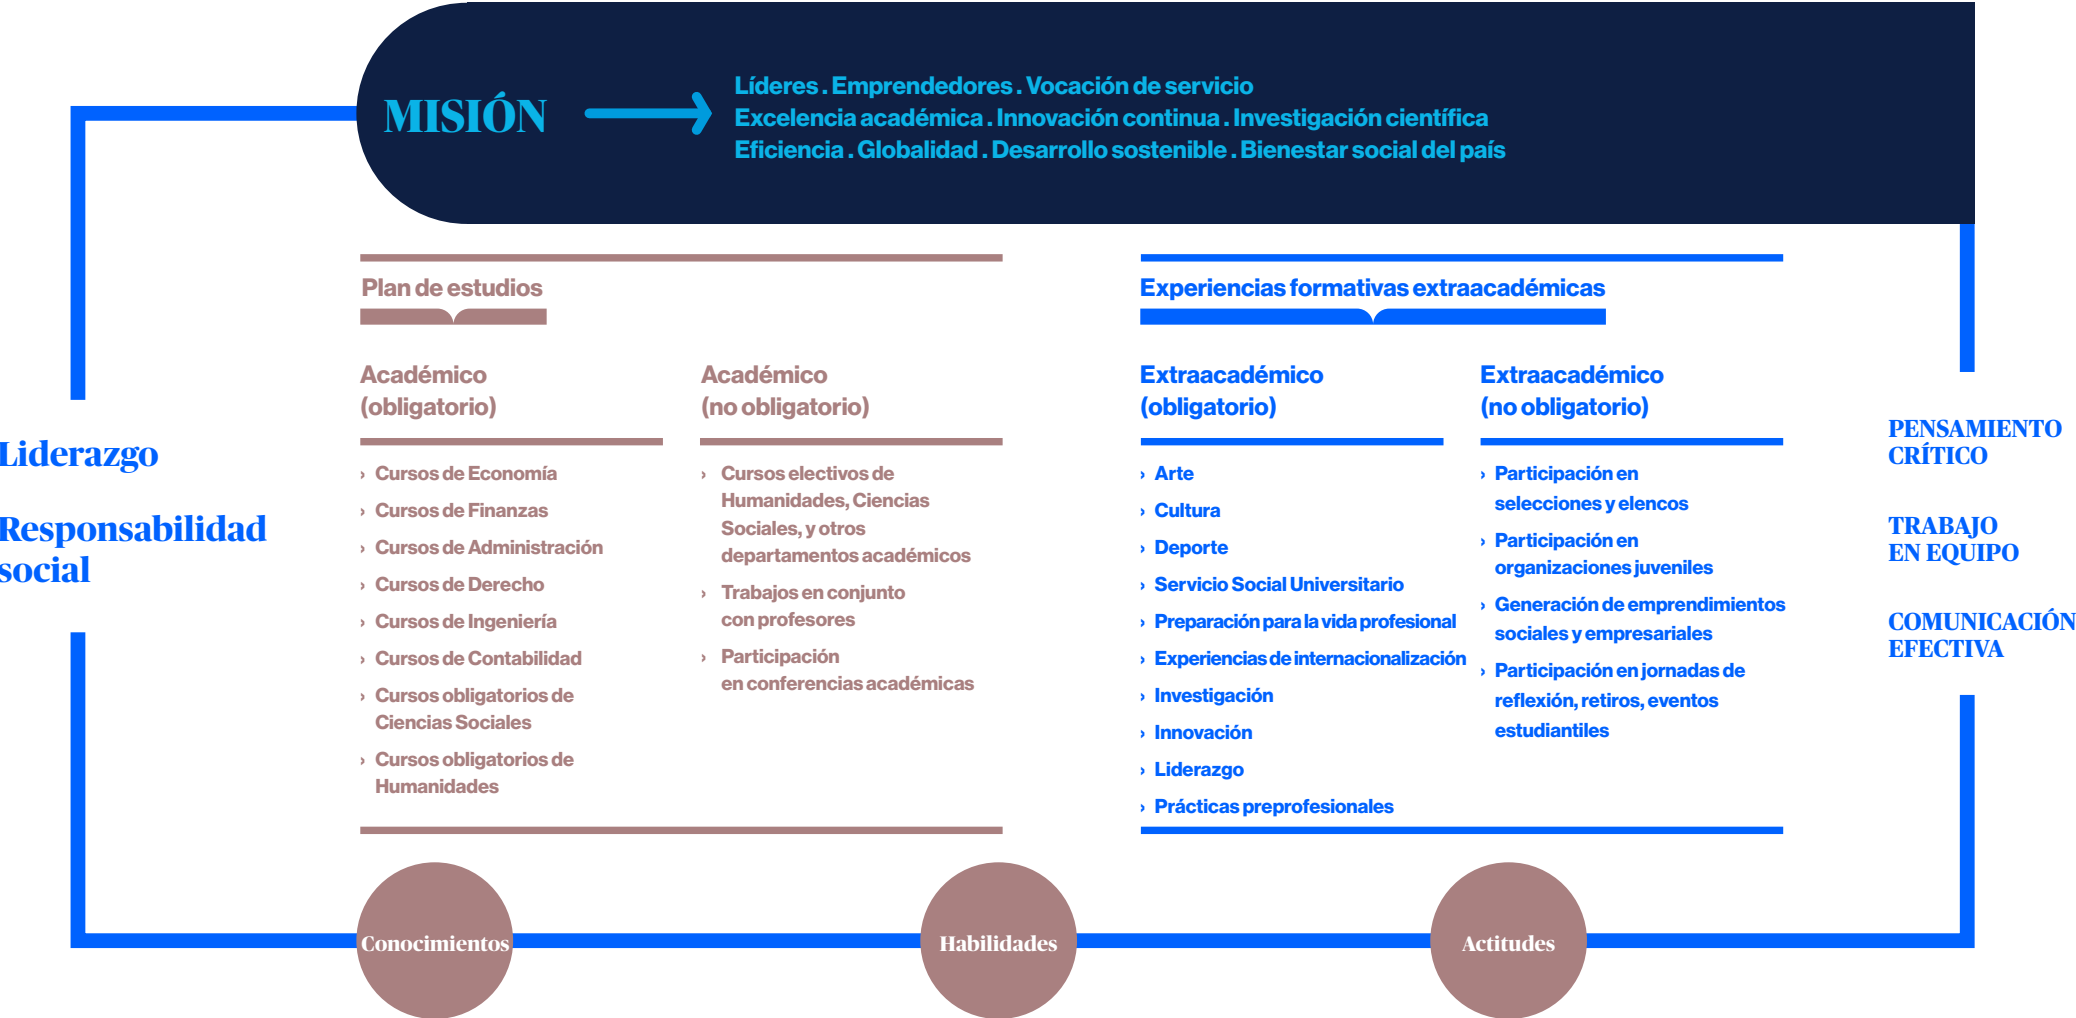 MISIÓN
Líderes . Emprendedores . Vocación de servicio
Excelencia académica . Innovación continua . Investigación científica
Eficiencia . Globalidad . Desarrollo sostenible . Bienestar social del país
Liderazgo
Responsabilidad
social
Plan de estudios
Académico
(obligatorio)
› Cursos de Economía
› Cursos de Finanzas
› Cursos de Administración
› Cursos de Derecho
› Cursos de Ingeniería
› Cursos de Contabilidad
› Cursos obligatorios de
Ciencias Sociales
› Cursos obligatorios de
Humanidades
Académico
(no obligatorio)
› Cursos electivos de
Humanidades, Ciencias
Sociales, y otros
departamentos académicos
› Trabajos en conjunto
con profesores
› Participación
en conferencias académicas
Experiencias formativas extraacadémicas
Extraacadémico
(obligatorio)
› Arte
› Cultura
› Deporte
› Servicio Social Universitario
› Preparación para la vida profesional
› Experiencias de internacionalización
› Investigación
› Innovación
› Liderazgo
› Prácticas preprofesionales
Extraacadémico
(no obligatorio)
› Participación en
selecciones y elencos
› Participación en
organizaciones juveniles
› Generación de emprendimientos
sociales y empresariales
› Participación en jornadas de
reflexión, retiros, eventos
estudiantiles
PENSAMIENTO
CRÍTICO
TRABAJO
EN EQUIPO
COMUNICACIÓN
EFECTIVA
Conocimientos
Habilidades
Actitudes